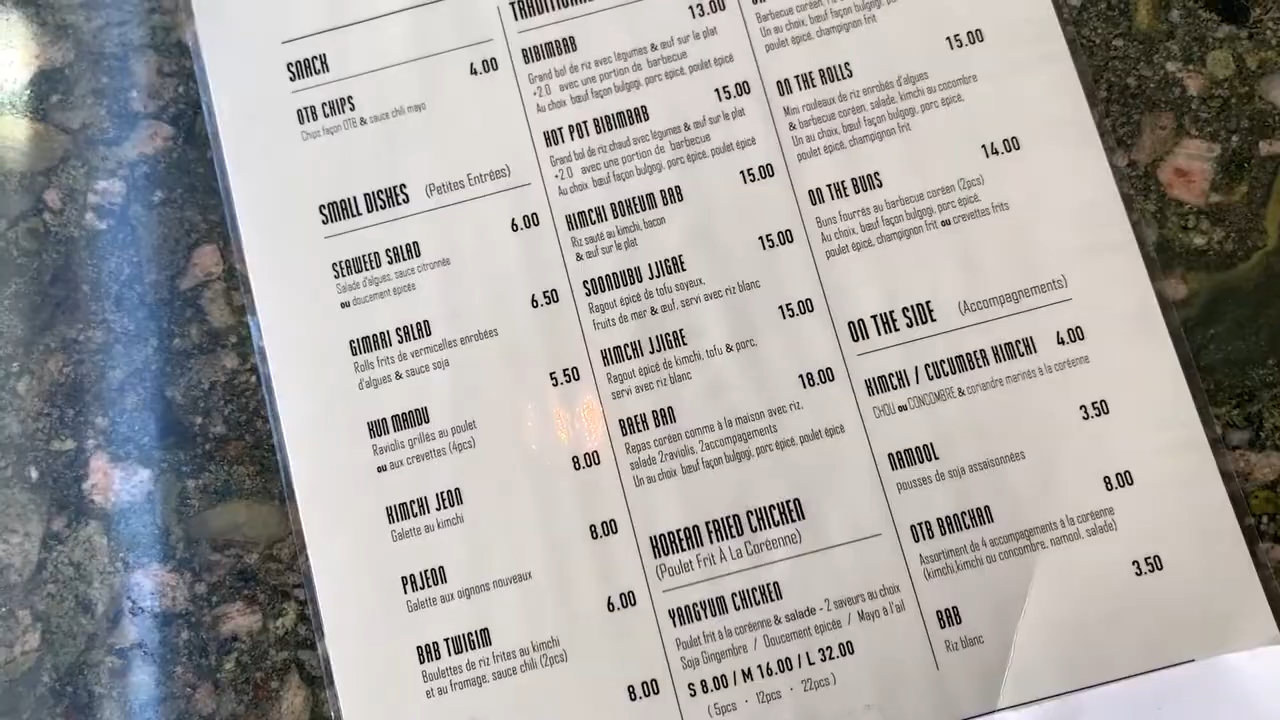 SNACK
OTB CHIPS 4.00
Chips façon OTB & sauce chili mayo
SMALL DISHES (Petites Entrées)
SEAWEED SALAD 6.00
Salade d'algues, sauce citronnée
ou doucement épicée
GIMARI SALAD 6.50
Rolls frits de vermicelles enrobées
d'algues & sauce soja
KUN MANDU 5.50
Raviolis grillés au poulet
ou aux crevettes (4pcs)
KIMCHI JEON 8.00
Galette au kimchi
PAJEON 8.00
Galette aux oignons nouveaux
BAB TWIGIM 6.00
Boulettes de riz frites au kimchi
et au fromage, sauce chili (2pcs)
8.00
BIBIMBAB 13.00
Grand bol de riz avec légumes & œuf sur le plat
+2.0 avec une portion de barbecue
Au choix bœuf façon bulgogi, porc épicé, poulet épicé
HOT POT BIBIMBAB 15.00
Grand bol de riz chaud avec légumes & œuf sur le plat
+2.0 avec une portion de barbecue
Au choix bœuf façon bulgogi, porc épicé, poulet épicé
KIMCHI BOKEUM BAB 15.00
Riz sauté au kimchi, bacon
& œuf sur le plat
SOONDUBU JJIGAE 15.00
Ragout épicé de tofu soyeux,
fruits de mer & œuf, servi avec riz blanc
KIMCHI JJIGAE 15.00
Ragout épicé de kimchi, tofu & porc,
servi avec riz blanc
BAEK BAN 18.00
Repas coréen comme à la maison avec riz,
salade 2raviolis, 2accompagnements
Un au choix bœuf façon bulgogi, porc épicé, poulet épicé
KOREAN FRIED CHICKEN
(Poulet Frit À La Coréenne)
YANGYUM CHICKEN
Poulet frit à la coréenne & salade - 2 saveurs au choix
Soja Gingembre / Doucement épicée / Mayo à l'ail
S 8.00 / M 16.00 / L 32.00
(5pcs · 12pcs · 22pcs)
Un au choix, bœuf façon bulgogi, porc épicé,
poulet épicé, champignon frit
ON THE ROLLS 15.00
Mini rouleaux de riz enrobés d'algues
& barbecue coréen, salade, kimchi au cocombre
Un au choix, bœuf façon bulgogi, porc épicé,
poulet épicé, champignon frit
ON THE BUNS 14.00
Buns fourrés au barbecue coréen (2pcs)
Au choix, bœuf façon bulgogi, porc épicé,
poulet épicé, champignon frit ou crevettes frits
ON THE SIDE (Accompagnements)
KIMCHI / CUCUMBER KIMCHI 4.00
CHOU ou CONCOMBRE & coriandre marinés à la coréenne
NAMOOL 3.50
pousses de soja assaisonnées
OTB BANCHAN 8.00
Assortiment de 4 accompagnements à la coréenne
(kimchi,kimchi ou concombre, namool, salade)
BAB 3.50
Riz blanc